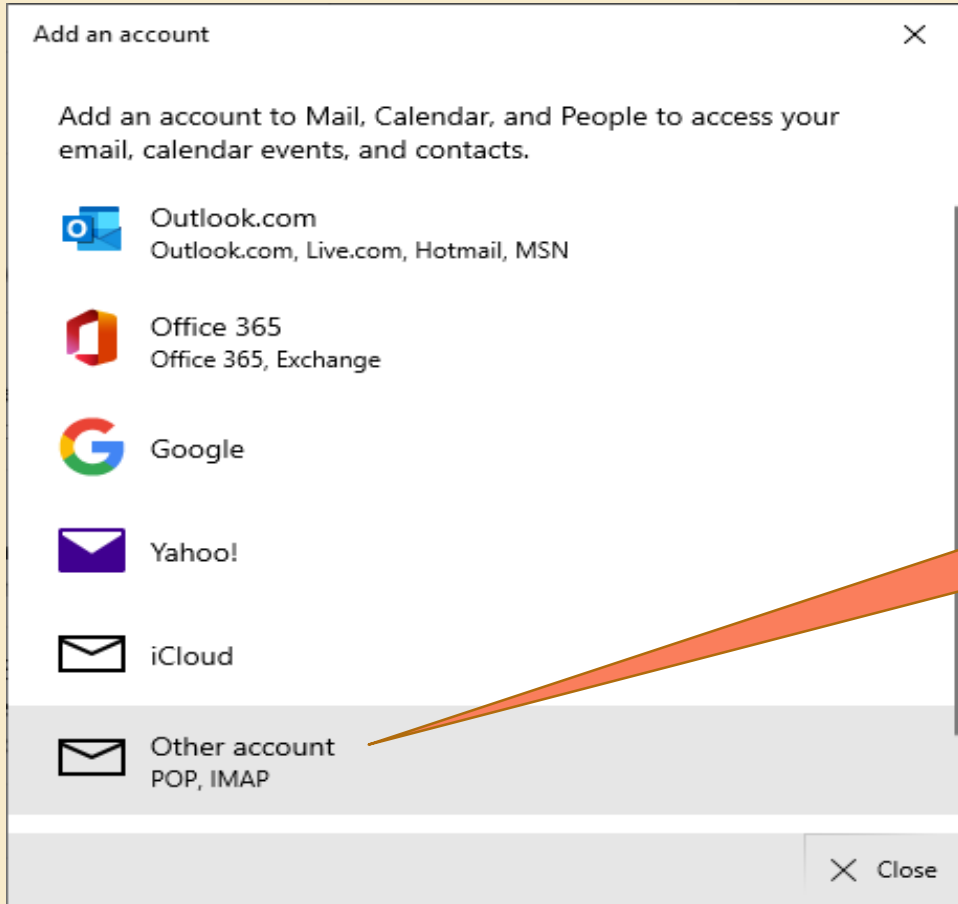 Add an account
Add an account to Mail, Calendar, and People to access your
email, calendar events, and contacts.
Outlook.com
Outlook.com, Live.com, Hotmail, MSN
Office 365
Office 365, Exchange
Google
Yahoo!
iCloud
Other account
POP, IMAP
Close